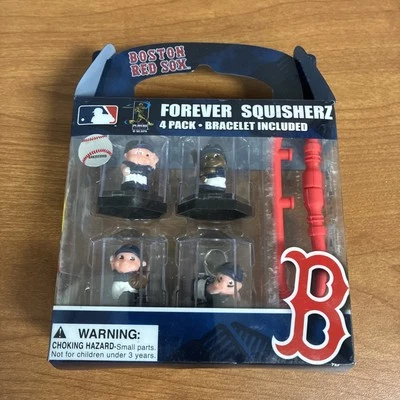 BOSTON
RED SOX
FOREVER SQUISHERZ
4 PACK • BRACELET INCLUDED
B
WARNING:
CHOKING HAZARD-Small parts.
Not for children under 3 years.